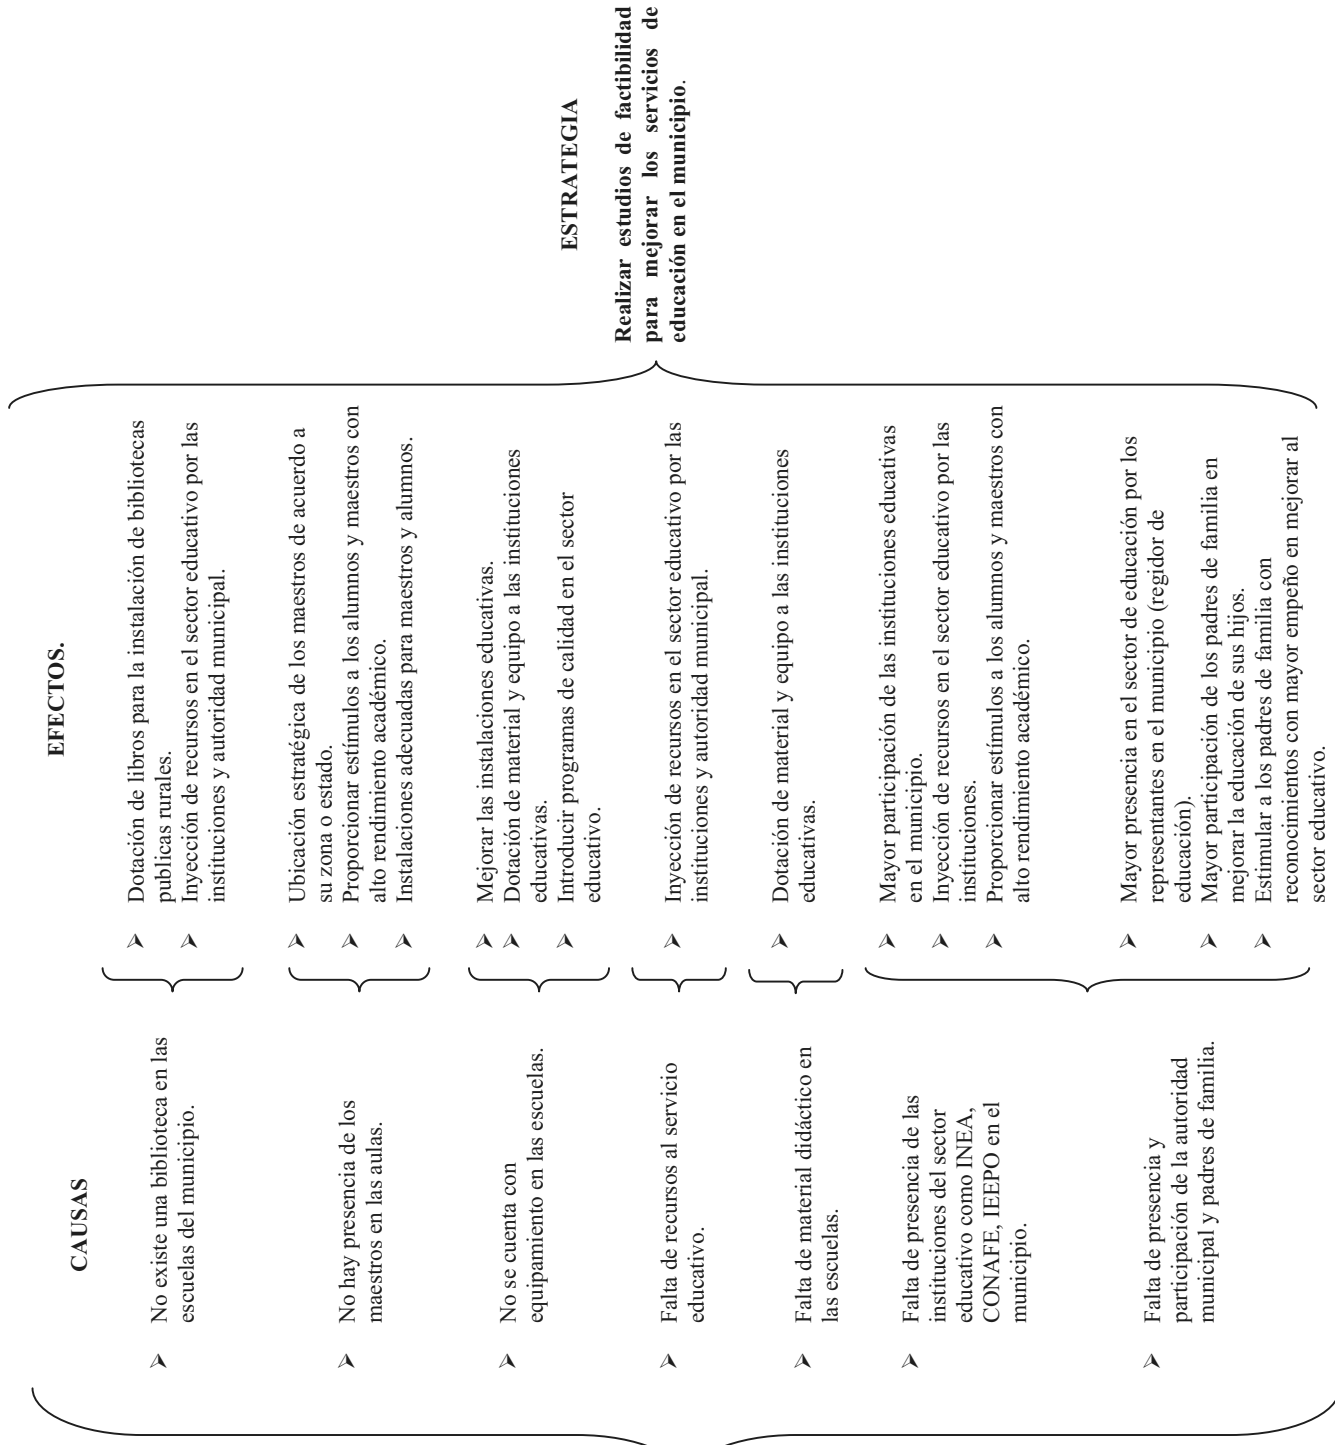 CAUSAS
No existe una biblioteca en las
escuelas del municipio.
No hay presencia de los
maestros en las aulas.
No se cuenta con
equipamiento en las escuelas.
Falta de recursos al servicio
educativo.
Falta de material didáctico en
las escuelas.
Falta de presencia de las
instituciones del sector
educativo como INEA,
CONAFE, IEEPO en el
municipio.
Falta de presencia y
participación de la autoridad
municipal y padres de familia.
EFECTOS.
Dotación de libros para la instalación de bibliotecas
publicas rurales.
Inyección de recursos en el sector educativo por las
instituciones y autoridad municipal.
Ubicación estratégica de los maestros de acuerdo a
su zona o estado.
Proporcionar estímulos a los alumnos y maestros con
alto rendimiento académico.
Instalaciones adecuadas para maestros y alumnos.
Mejorar las instalaciones educativas.
Dotación de material y equipo a las instituciones
educativas.
Introducir programas de calidad en el sector
educativo.
Inyección de recursos en el sector educativo por las
instituciones y autoridad municipal.
Dotación de material y equipo a las instituciones
educativas.
Mayor participación de las instituciones educativas
en el municipio.
Inyección de recursos en el sector educativo por las
instituciones.
Proporcionar estímulos a los alumnos y maestros con
alto rendimiento académico.
Mayor presencia en el sector de educación por los
representantes en el municipio (regidor de
educación).
Mayor participación de los padres de familia en
mejorar la educación de sus hijos.
Estimular a los padres de familia con
reconocimientos con mayor empeño en mejorar al
sector educativo.
ESTRATEGIA
Realizar estudios de factibilidad
para mejorar los servicios de
educación en el municipio.